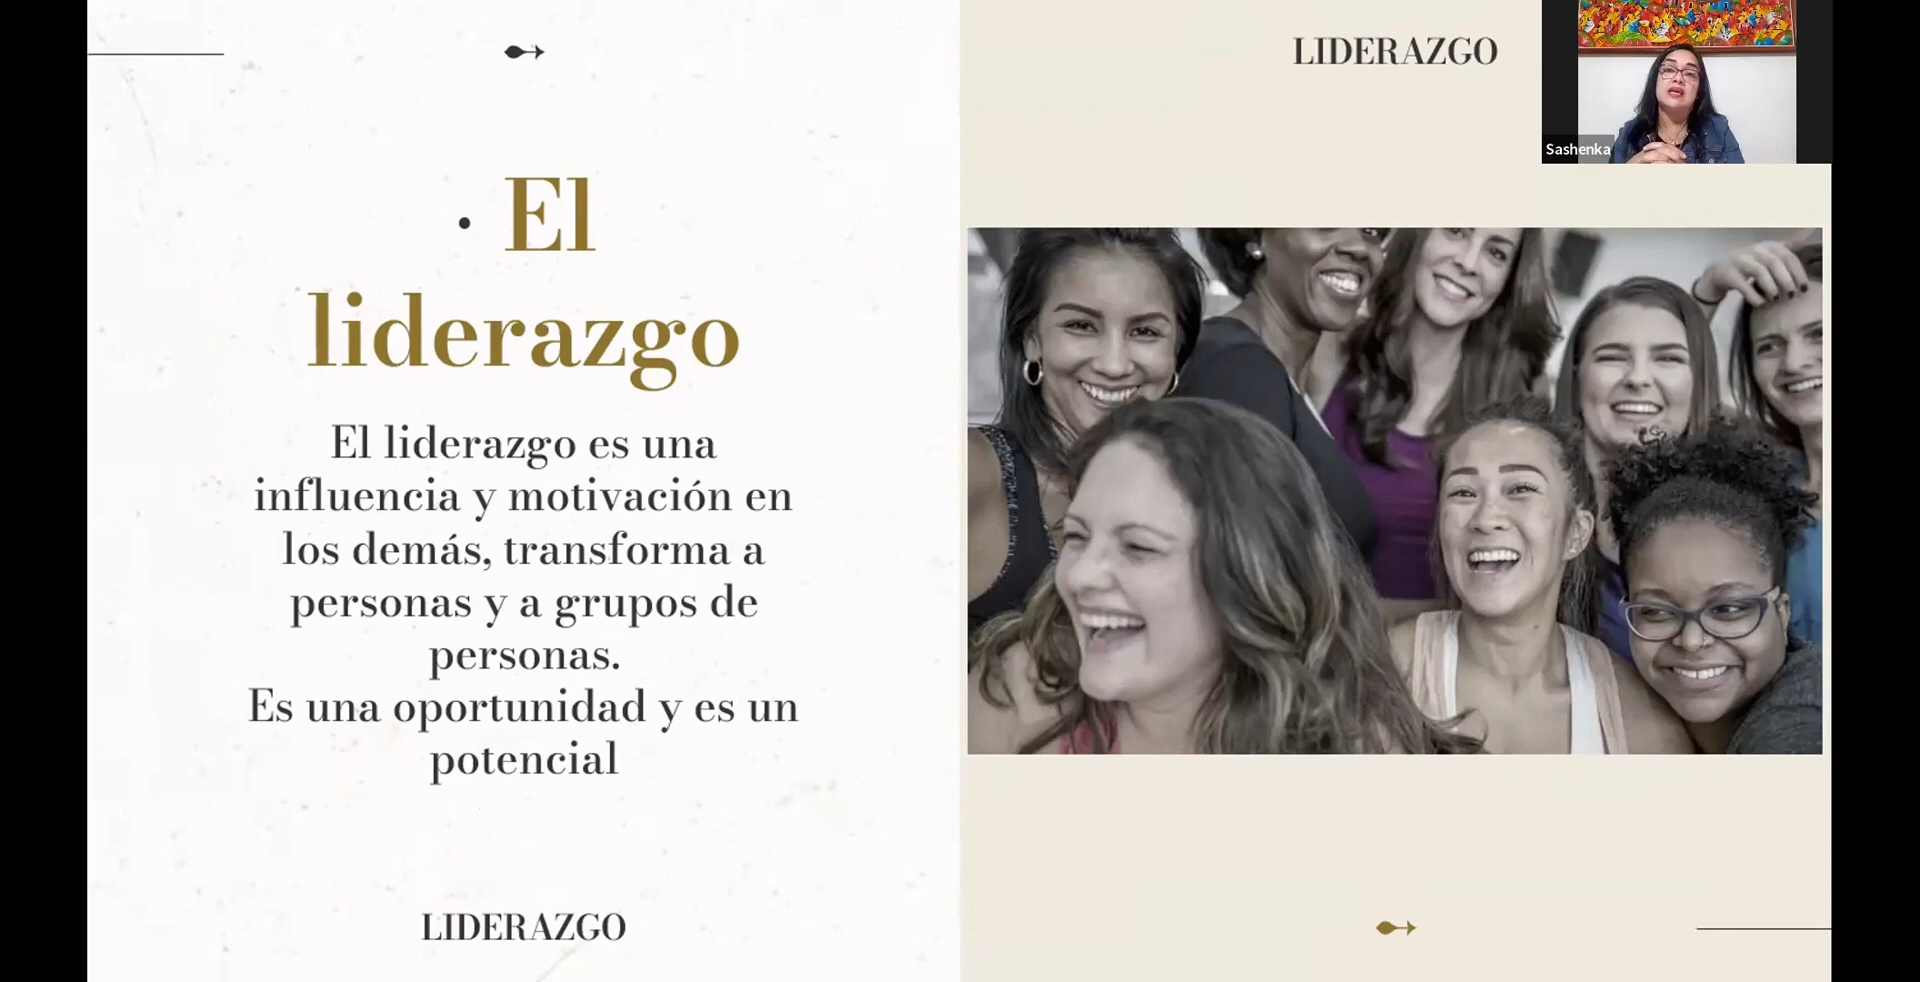 LIDERAZGO
Sashenka
• El
liderazgo
El liderazgo es una
influencia y motivación en
los demás, transforma a
personas y a grupos de
personas.
Es una oportunidad y es un
potencial
LIDERAZGO